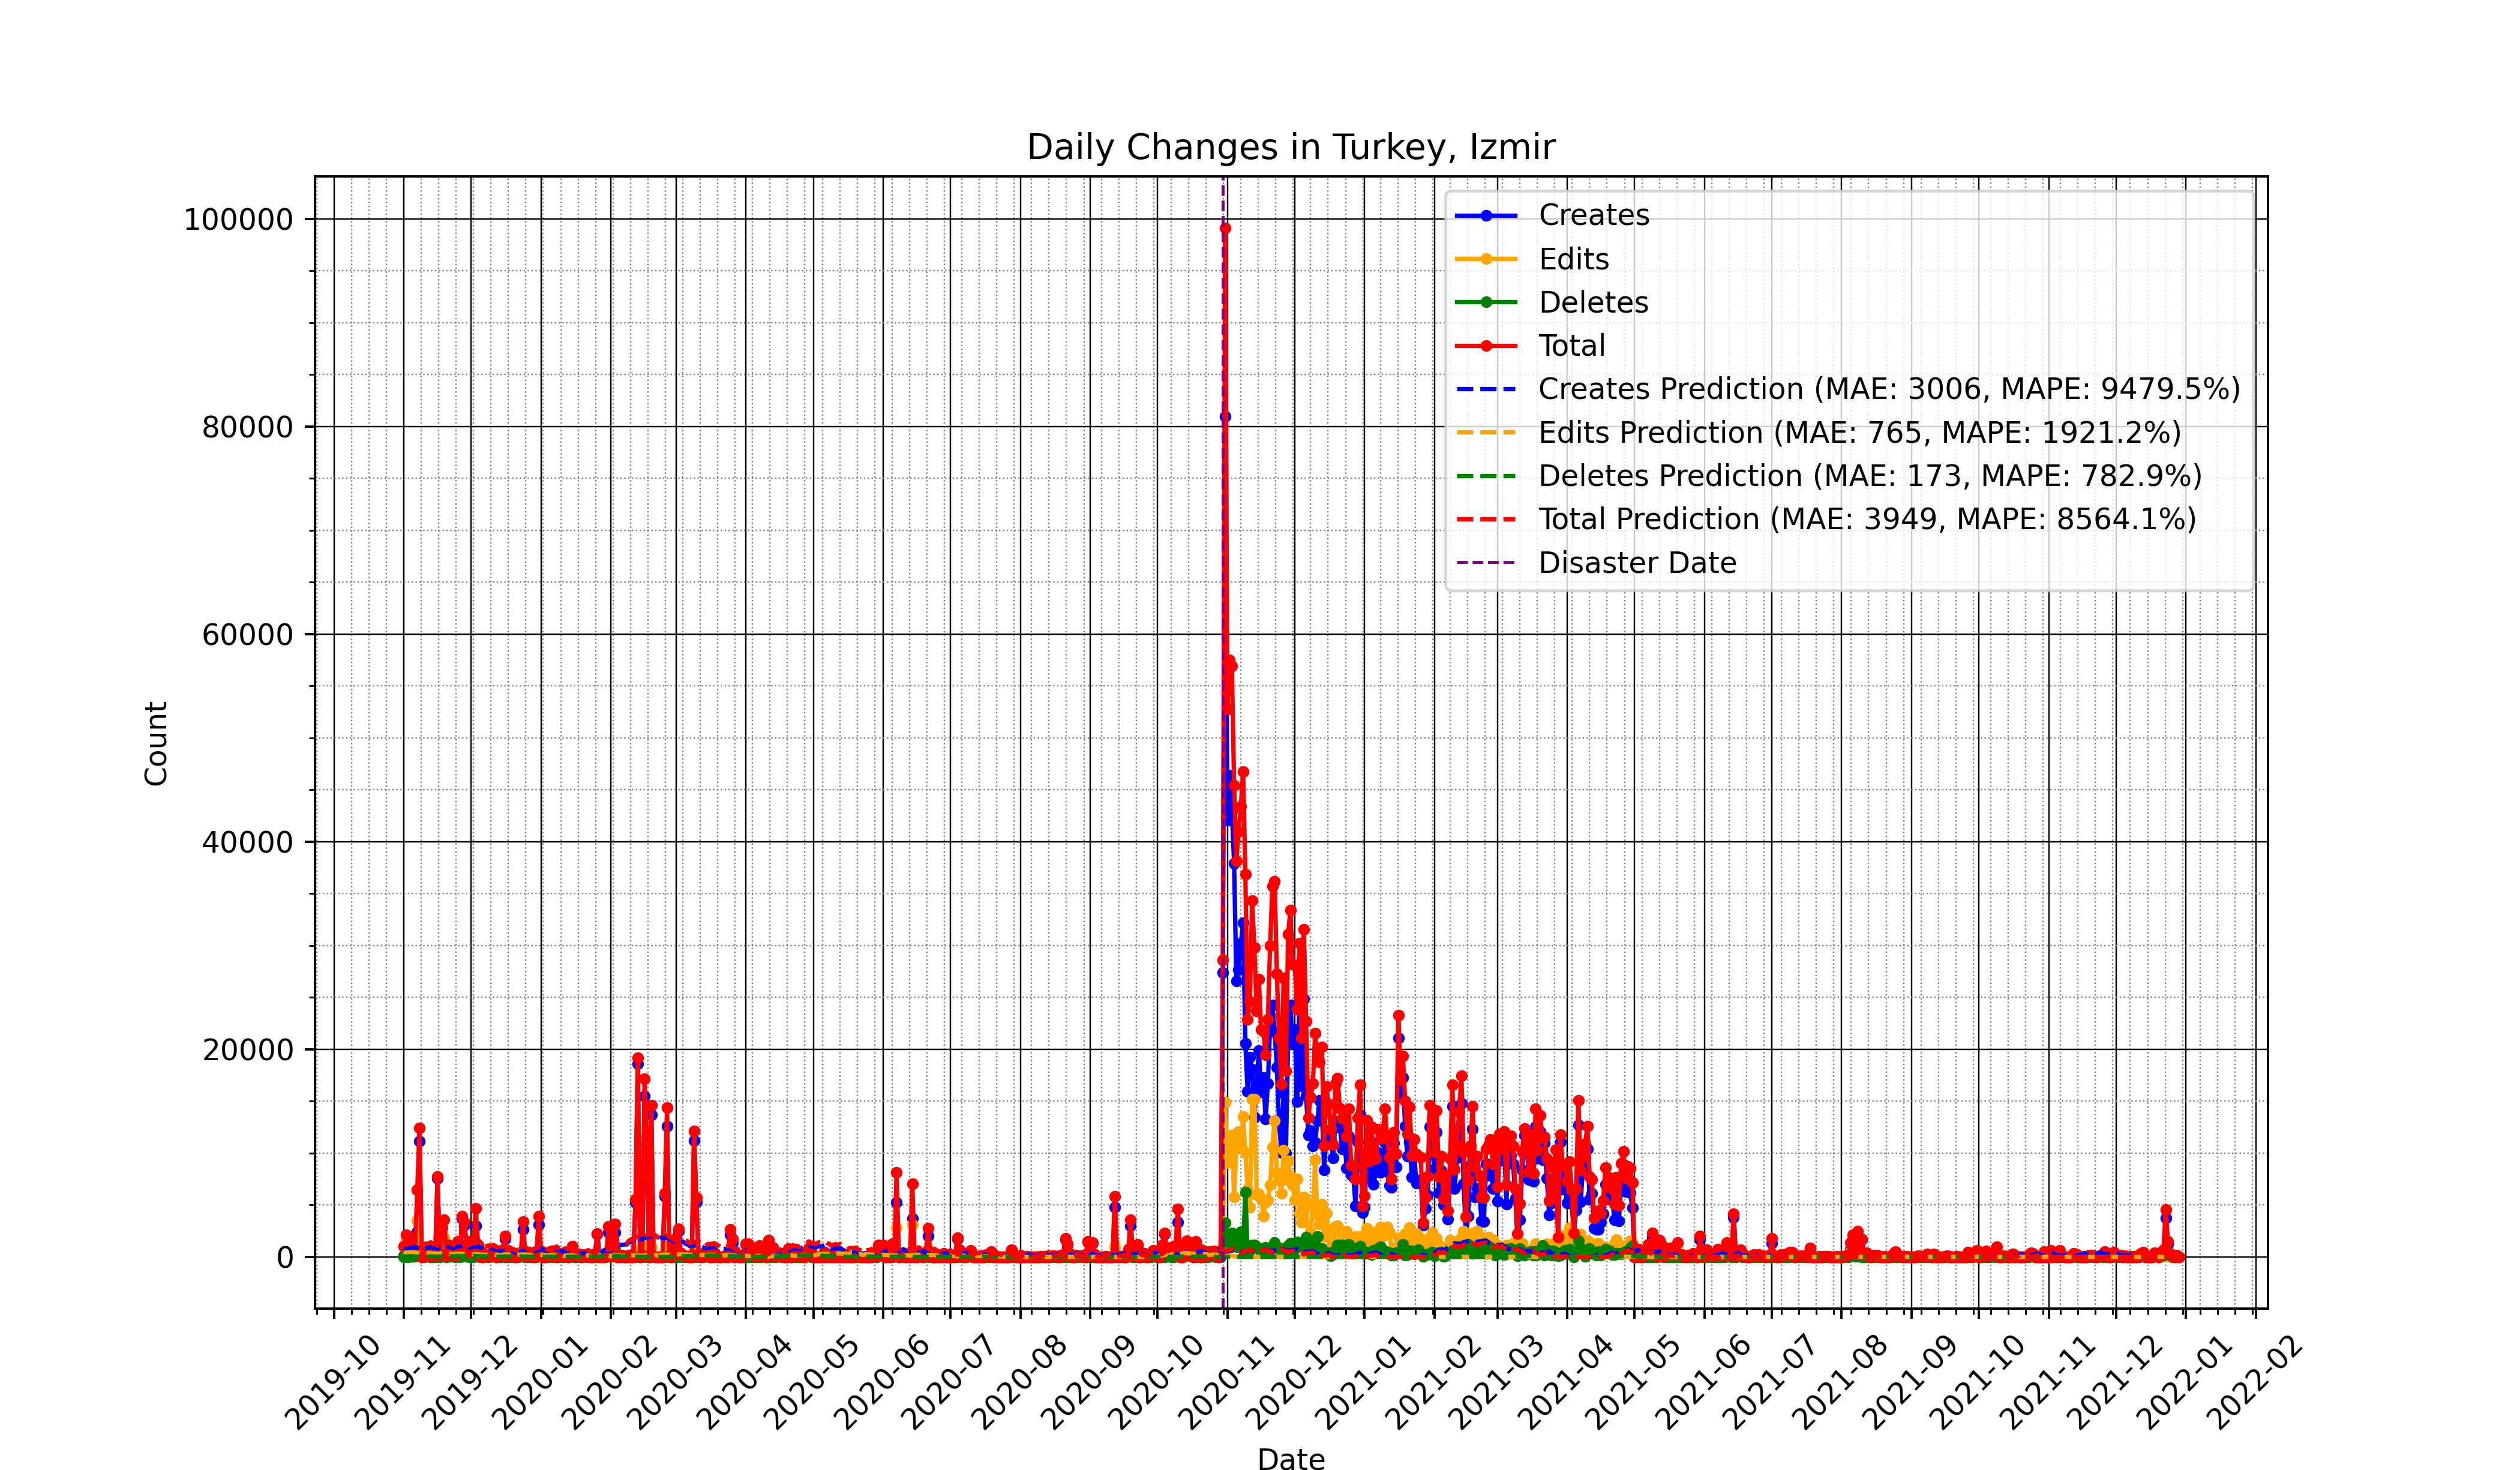 Daily Changes in Turkey, Izmir
100000
80000
60000
40000
20000
0
Count
Creates
Edits
Deletes
Total
Creates Prediction (MAE: 3006, MAPE: 9479.5%)
Edits Prediction (MAE: 765, MAPE: 1921.2%)
Deletes Prediction (MAE: 173, MAPE: 782.9%)
Total Prediction (MAE: 3949, MAPE: 8564.1%)
Disaster Date
2019-10
2019-11
2019-12
2020-01
2020-02
2020-03
2020-04
2020-05
2020-06
2020-07
2020-08
2020-09
2020-10
2020-11
2020-12
2021-01
2021-02
2021-03
2021-04
2021-05
2021-06
2021-07
2021-08
2021-09
2021-10
2021-11
2021-12
2022-01
2022-02
Date